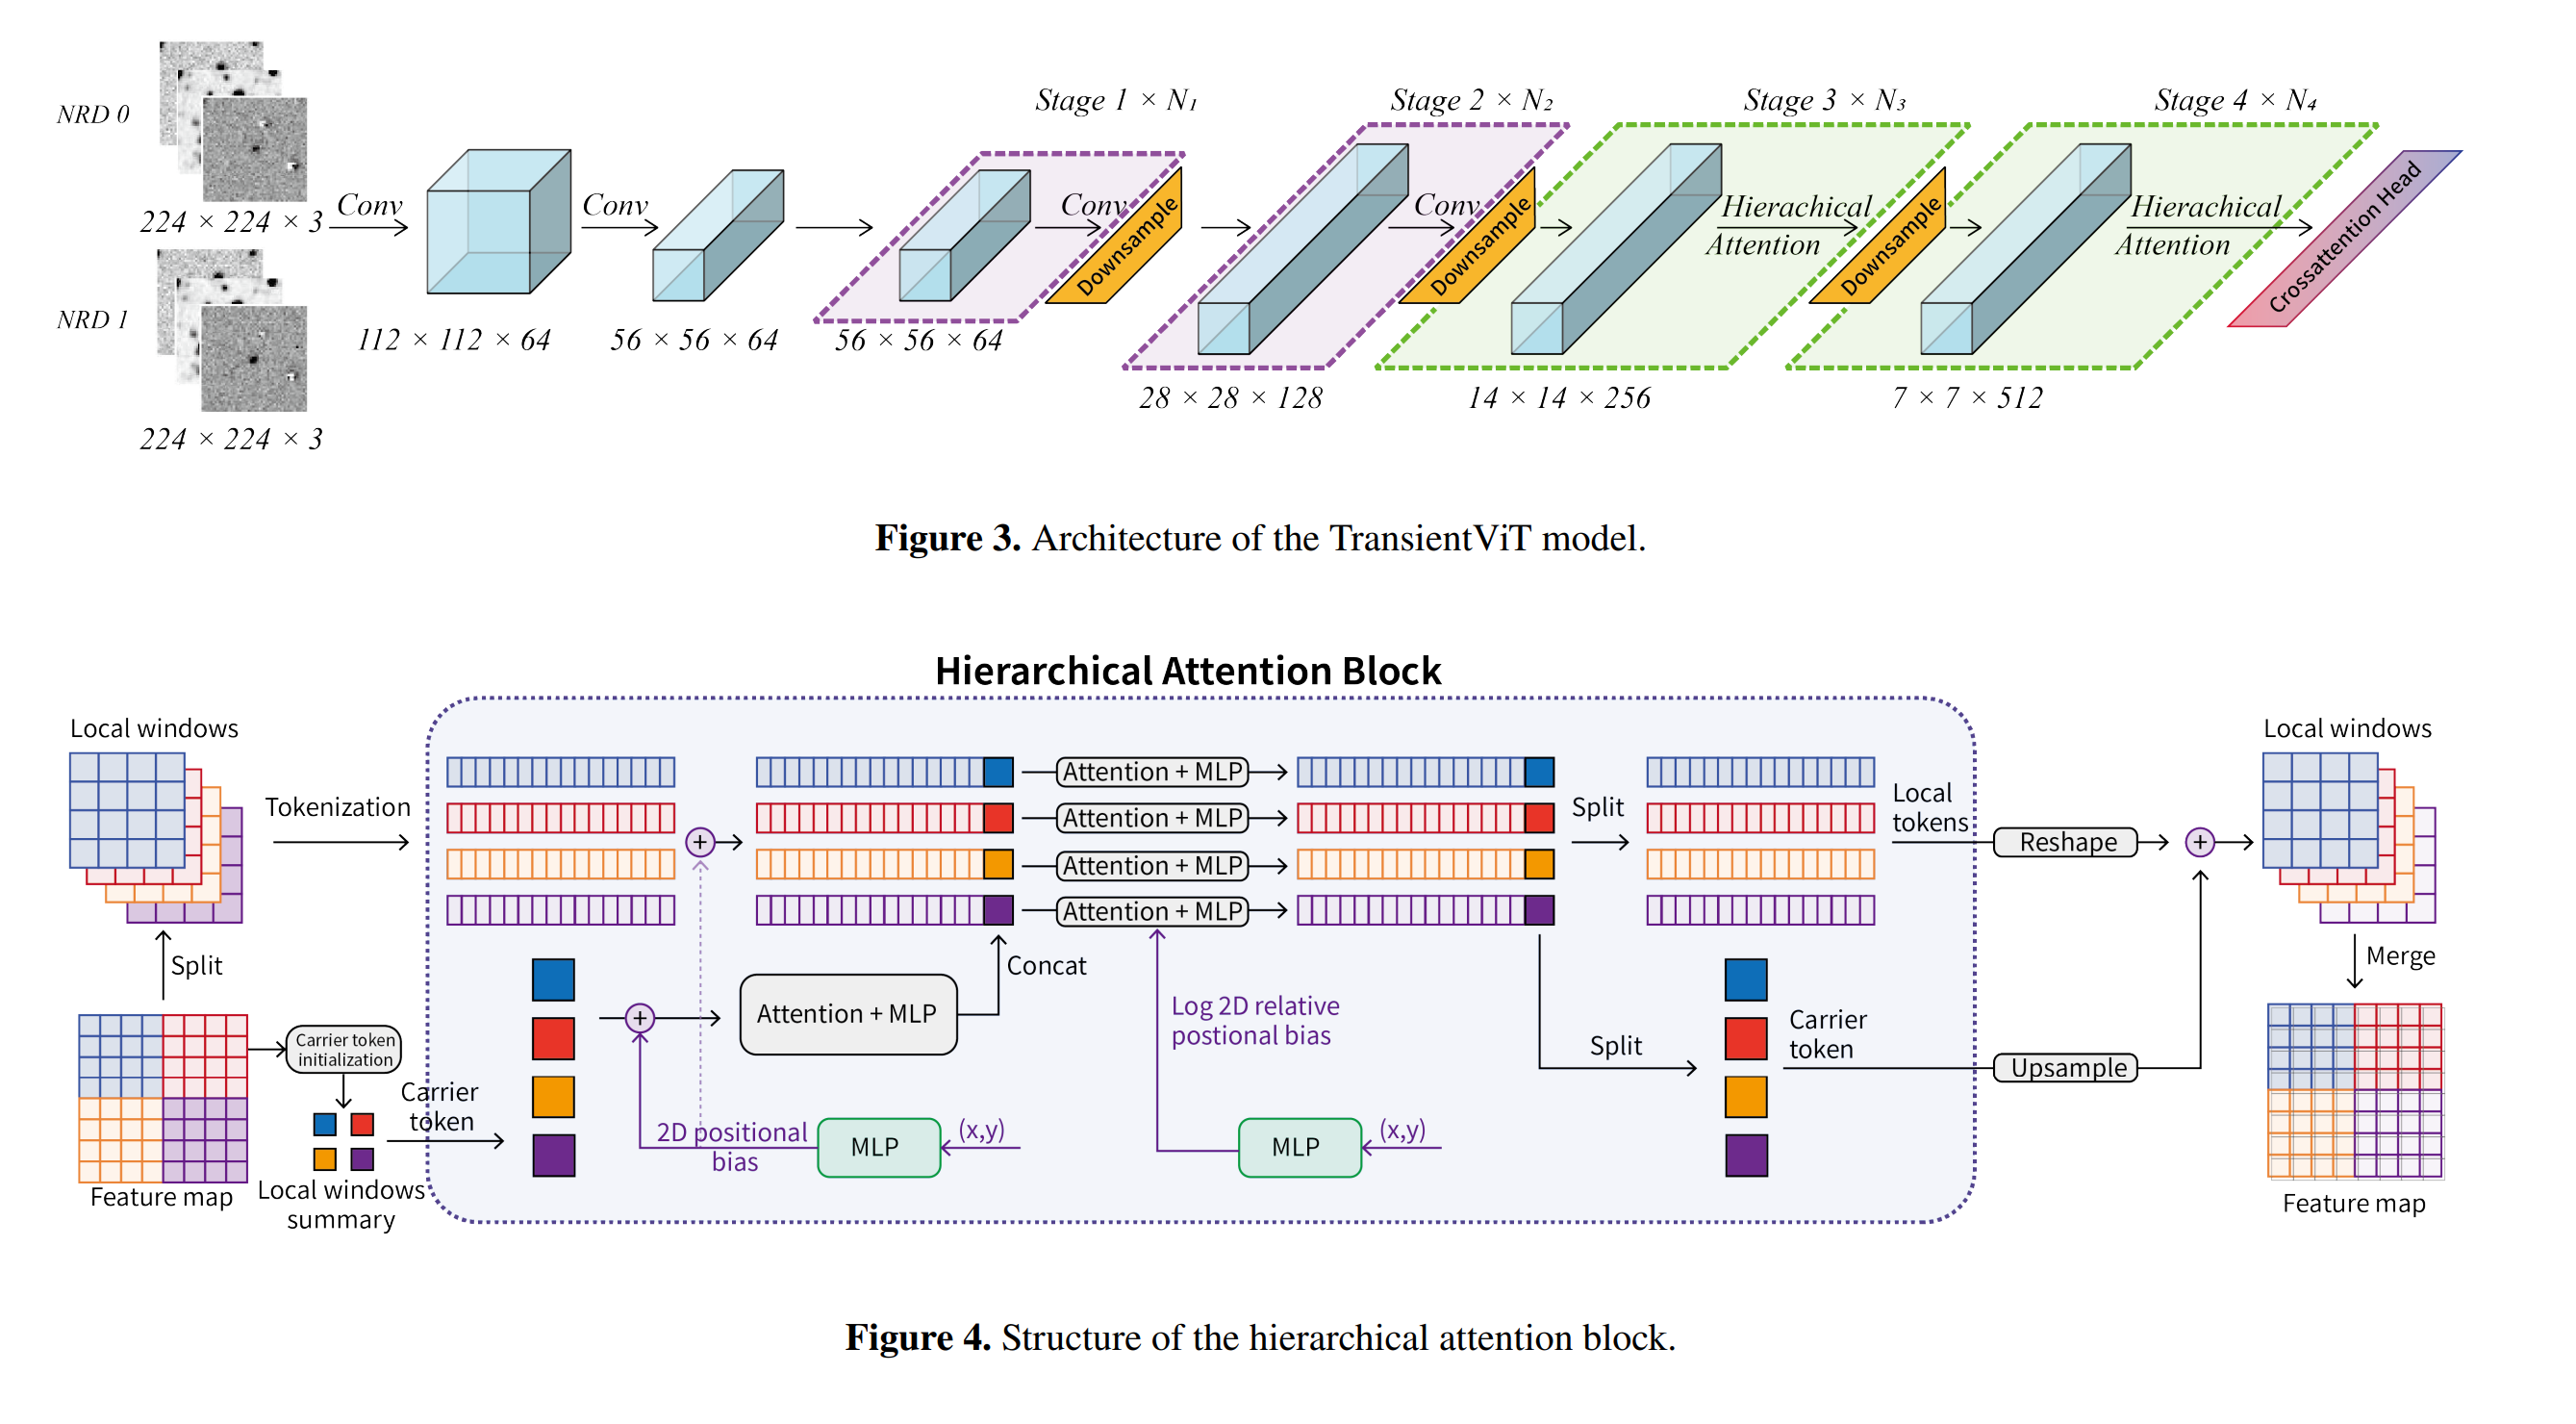 NRD 0
224 × 224 × 3
NRD 1
224 × 224 × 3
Conv
112 × 112 × 64
Conv
56 × 56 × 64
Stage 1 × N₁
Conv
Downsample
56 × 56 × 64
Stage 2 × N₂
Conv
Downsample
28 × 28 × 128
Stage 3 × N₃
Hierachical
Attention
Downsample
14 × 14 × 256
Stage 4 × N₄
Hierachical
Attention
7 × 7 × 512
Crossattention Head
Figure 3. Architecture of the TransientViT model.
Hierarchical Attention Block
Local windows
Tokenization
Split
Feature map
Carrier token
initialization
Carrier
token
Local windows
summary
+
+
Attention + MLP
Concat
2D positional
bias
MLP
(x,y)
Attention + MLP
Attention + MLP
Attention + MLP
Attention + MLP
Log 2D relative
postional bias
MLP
(x,y)
Split
Split
Local
tokens
Carrier
token
Reshape
Upsample
+
Local windows
Merge
Feature map
Figure 4. Structure of the hierarchical attention block.